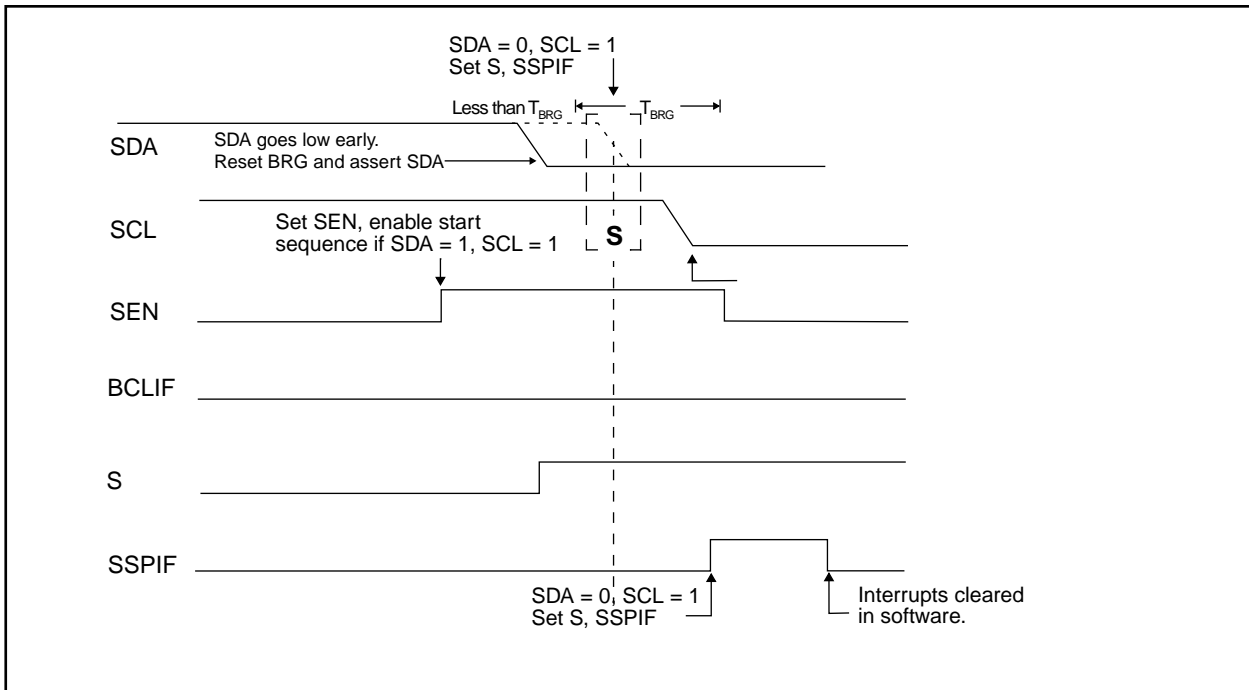 SDA = 0, SCL = 1
Set S, SSPIF
Less than TBRG
TBRG
SDA
SDA goes low early.
Reset BRG and assert SDA
SCL
Set SEN, enable start
sequence if SDA = 1, SCL = 1
S
SEN
BCLIF
S
SSPIF
SDA = 0, SCL = 1
Set S, SSPIF
Interrupts cleared
in software.